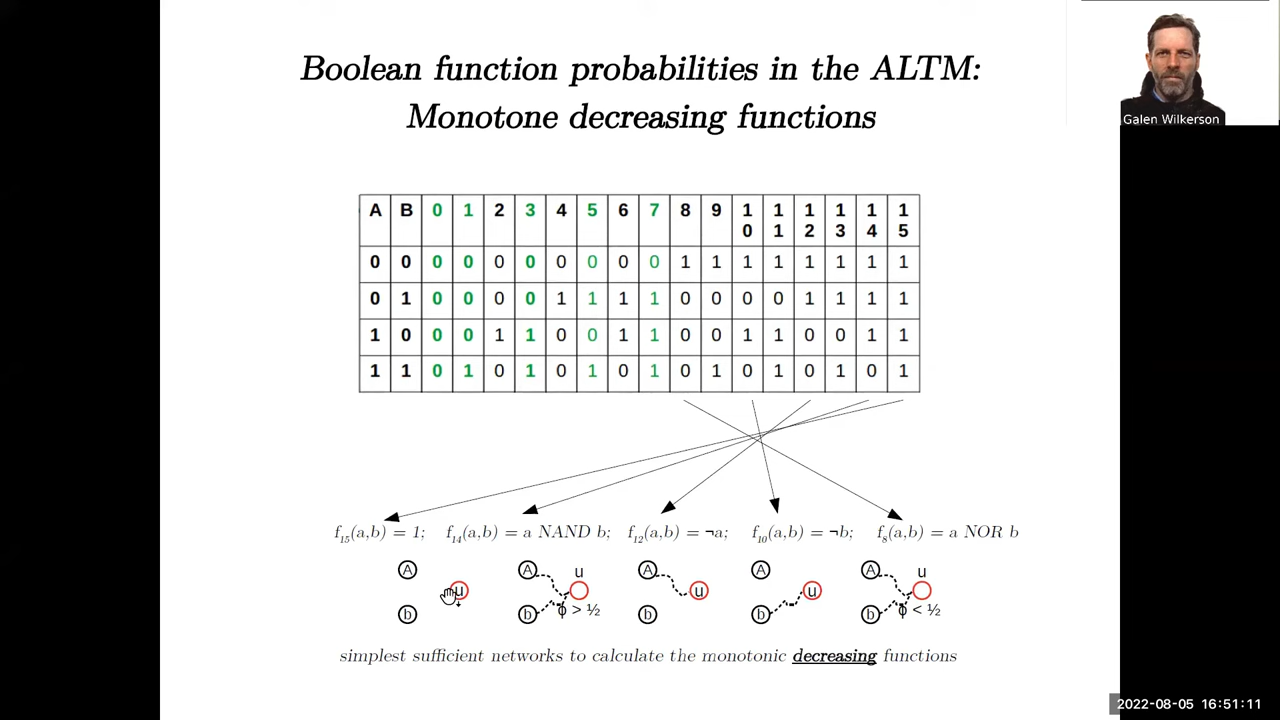 Boolean function probabilities in the ALTM:
Monotone decreasing functions
Galen Wilkerson
A B 0 1 2 3 4 5 6 7 8 9 10 11 12 13 14 15
0 0 0 0 0 0 0 0 0 0 1 1 1 1 1 1 1 1
0 1 0 0 0 0 1 1 1 1 0 0 0 0 1 1 1 1
1 0 0 0 1 1 0 0 1 1 0 0 1 1 0 0 1 1
1 1 0 1 0 1 0 1 0 1 0 1 0 1 0 1 0 1
f15(a,b) = 1; f14(a,b) = a NAND b; f12(a,b) = ¬a; f10(a,b) = ¬b; f8(a,b) = a NOR b
A A u A A A u
u u u
b b ϕ > ½ b b b ϕ < ½
simplest sufficient networks to calculate the monotonic decreasing functions
2022-08-05 16:51:11